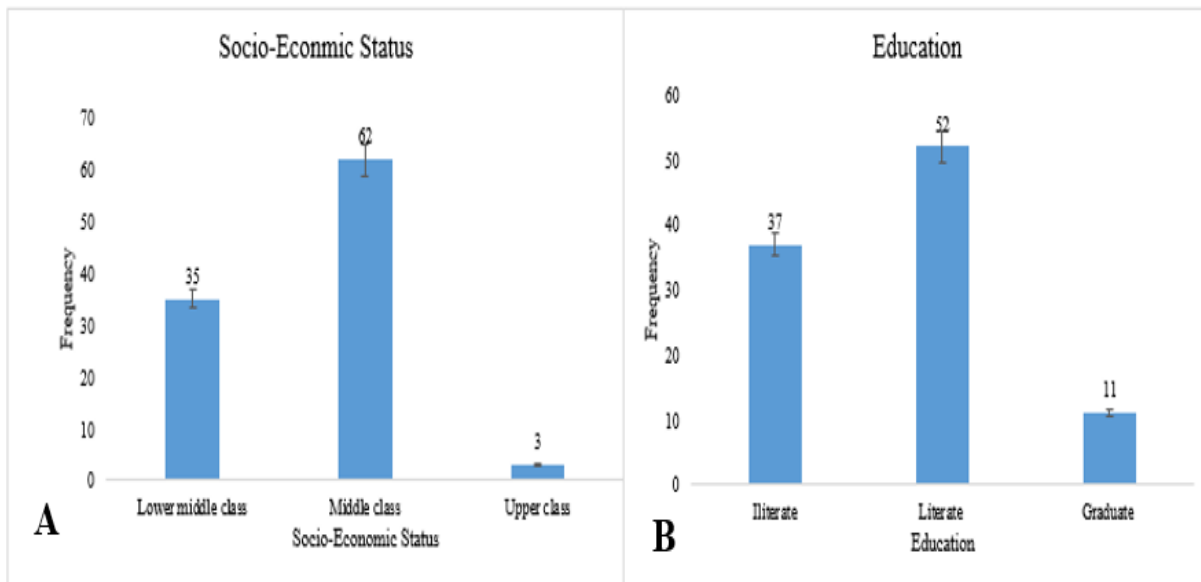 Socio-Econmic Status
70
60
50
40
30
20
10
0
Frequency
35
62
3
Lower middle class Middle class Upper class
Socio-Economic Status
A
Education
60
50
40
30
20
10
0
Frequency
37
52
11
Iliterate Literate Graduate
Education
B